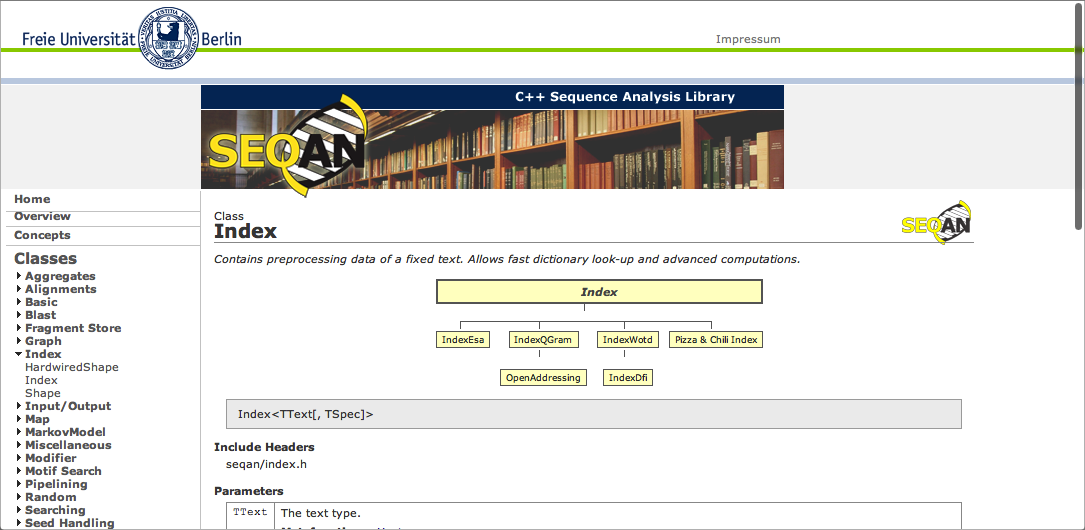 Freie Universität Berlin
Impressum
C++ Sequence Analysis Library
SEQAN
Home
Overview
Concepts
Classes
Aggregates
Alignments
Basic
Blast
Fragment Store
Graph
Index
HardwiredShape
Index
Shape
Input/Output
Map
MarkovModel
Miscellaneous
Modifier
Motif Search
Pipelining
Random
Searching
Seed Handling
Class
Index
SEQAN
Contains preprocessing data of a fixed text. Allows fast dictionary look-up and advanced computations.
Index
IndexEsa IndexQGram IndexWotd Pizza & Chili Index
OpenAddressing IndexDfi
Index<TText[, TSpec]>
Include Headers
seqan/index.h
Parameters
TText The text type.